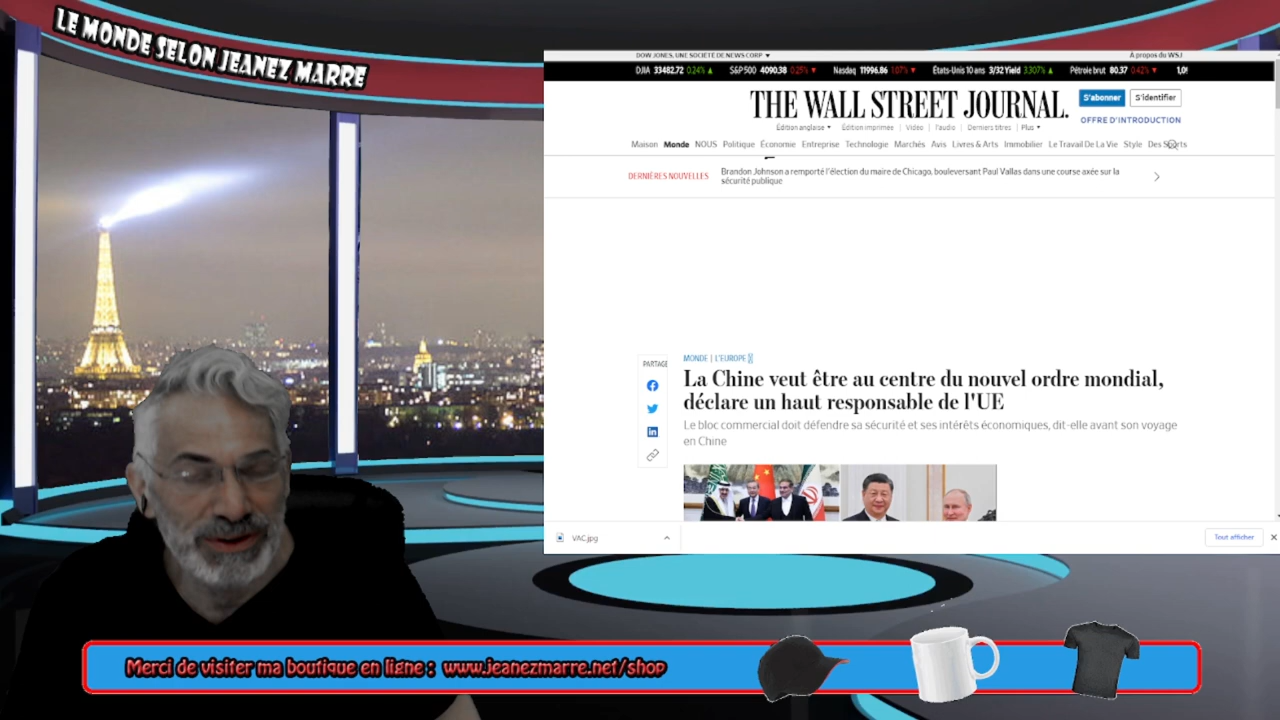 LE MONDE SELON JEANEZ MARRE
DOW JONES, UNE SOCIÉTÉ DE NEWS CORP
A propos du WSJ
DJIA 33482.72 0.24% S&P 500 4090.38 0.25% Nasdaq 11996.86 1.07% États-Unis 10 ans 3/32 Yield 3.307% Pétrole brut 80.37 0.42%
THE WALL STREET JOURNAL.
S'abonner S'identifier
OFFRE D'INTRODUCTION
Édition anglaise Édition imprimée | Vidéo | l'audio | Derniers titres | Plus
Maison Monde NOUS Politique Économie Entreprise Technologie Marchés Avis Livres & Arts Immobilier Le Travail De La Vie Style Des Sports
DERNIÈRES NOUVELLES
Brandon Johnson a remporté l'élection du maire de Chicago, bouleversant Paul Vallas dans une course axée sur la
sécurité publique
PARTAGE
MONDE | L'EUROPE
La Chine veut être au centre du nouvel ordre mondial,
déclare un haut responsable de l'UE
Le bloc commercial doit défendre sa sécurité et ses intérêts économiques, dit-elle avant son voyage
en Chine
VAC.jpg
Tout afficher
Merci de visiter ma boutique en ligne : www.jeanezmarre.net/shop